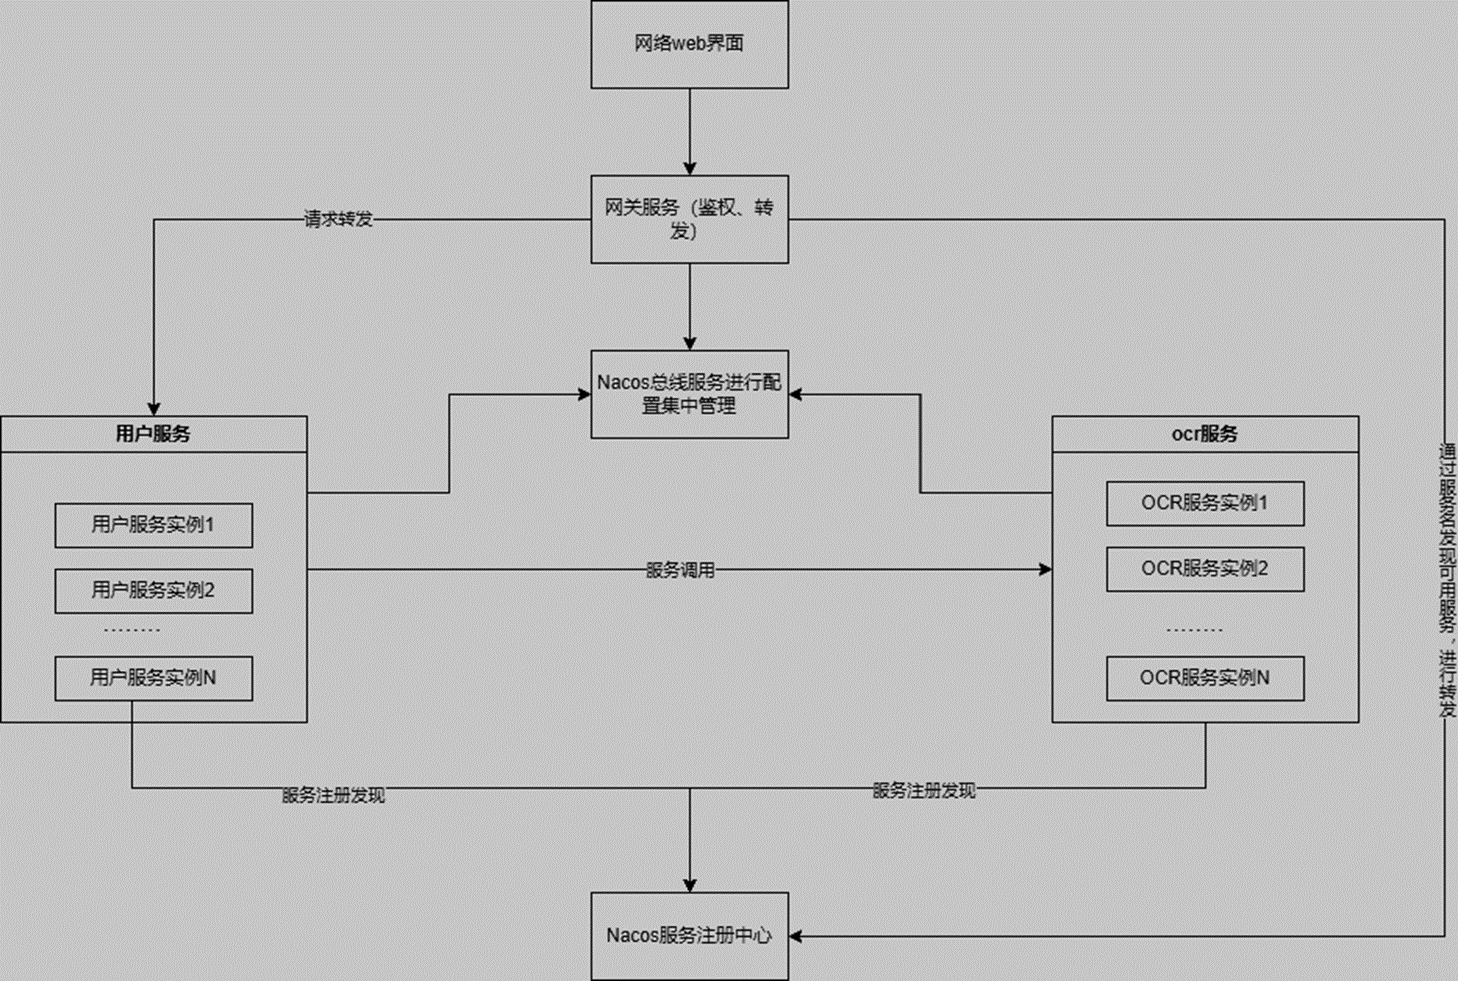 网络web界面
网关服务（鉴权、转
发）
请求转发
Nacos总线服务进行配
置集中管理
用户服务
用户服务实例1
用户服务实例2
........
用户服务实例N
服务调用
ocr服务
OCR服务实例1
OCR服务实例2
........
OCR服务实例N
通过服务名发现可用服务，进行转发
服务注册发现
服务注册发现
Nacos服务注册中心